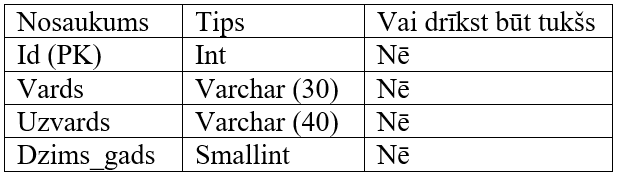 Nosaukums Tips Vai drīkst būt tukšs
Id (PK) Int Nē
Vards Varchar (30) Nē
Uzvards Varchar (40) Nē
Dzims_gads Smallint Nē